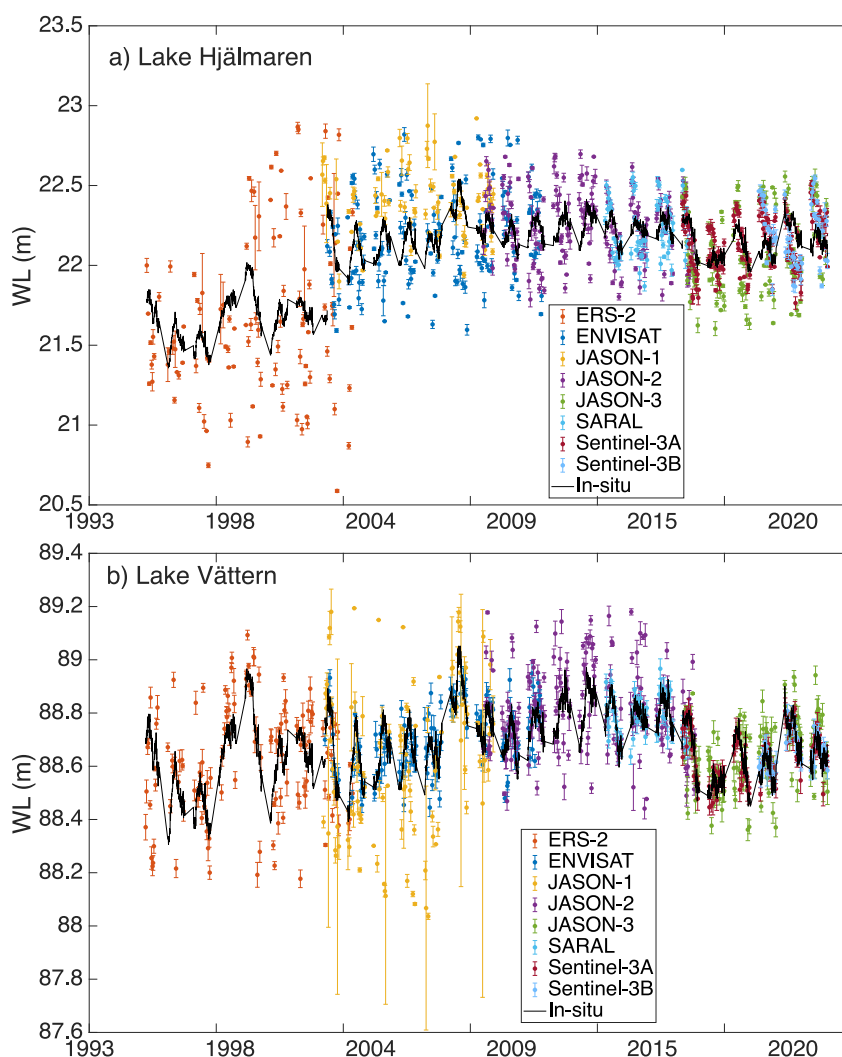 23.5
a) Lake Hjälmaren
23
22.5
22
21.5
21
20.5
WL (m)
ERS-2
ENVISAT
JASON-1
JASON-2
JASON-3
SARAL
Sentinel-3A
Sentinel-3B
In-situ
1993 1998 2004 2009 2015 2020
89.4
b) Lake Vättern
89.2
89
88.8
88.6
88.4
88.2
88
87.8
87.6
WL (m)
ERS-2
ENVISAT
JASON-1
JASON-2
JASON-3
SARAL
Sentinel-3A
Sentinel-3B
In-situ
1993 1998 2004 2009 2015 2020